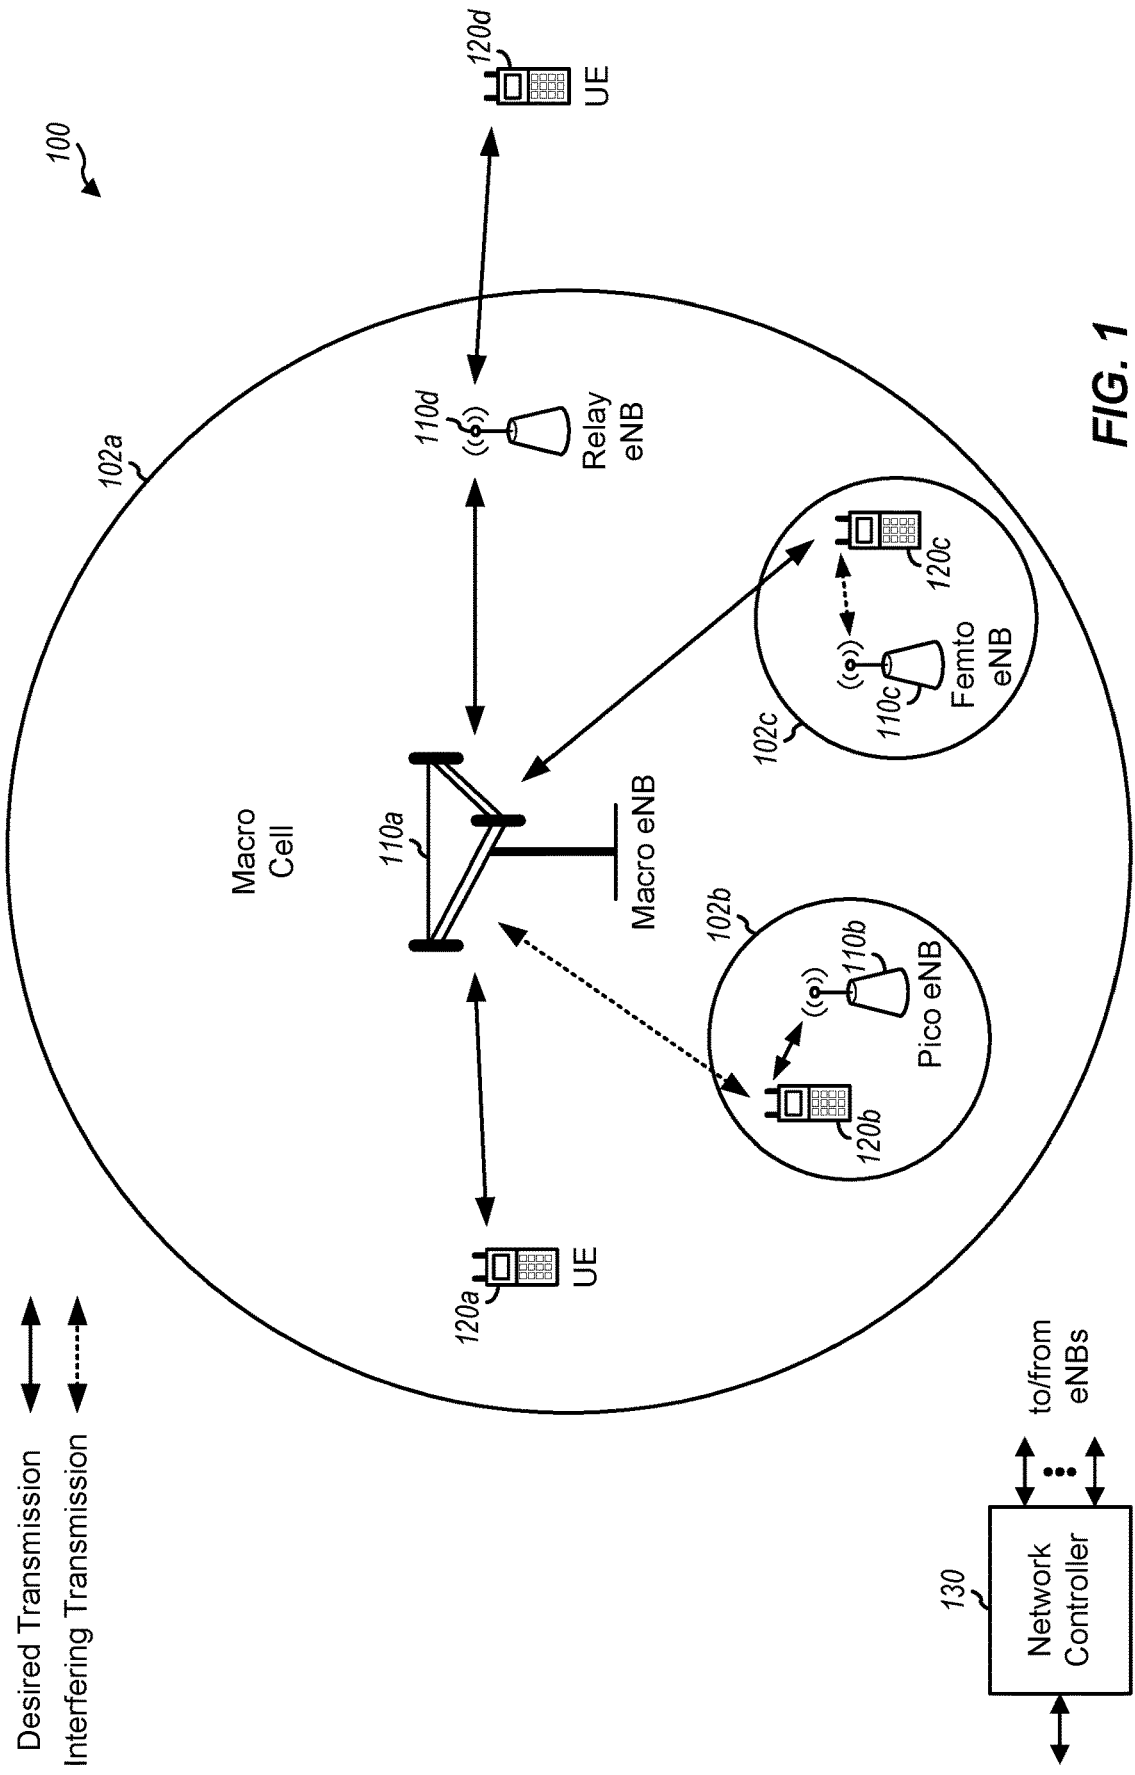 Desired Transmission
Interfering Transmission
100
102a
Macro
Cell
110a
Macro eNB
120a
UE
110d
Relay
eNB
120d
UE
102b
110b
Pico eNB
120b
102c
110c
Femto
eNB
120c
130
Network
Controller
to/from
eNBs
FIG. 1